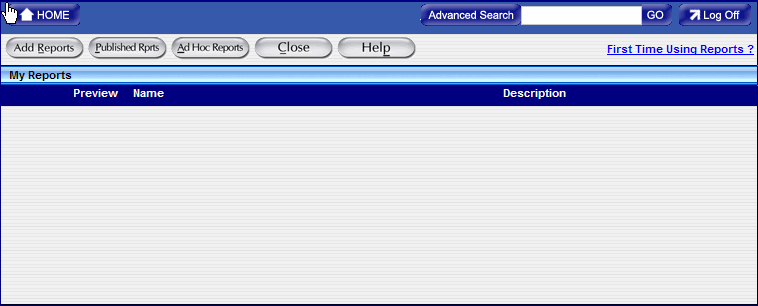 HOME Advanced Search GO Log Off
Add Reports Published Rprts Ad Hoc Reports Close Help First Time Using Reports ?
My Reports
Preview Name Description